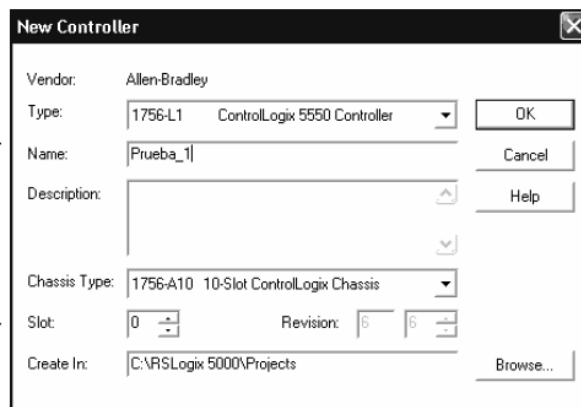 New Controller
Vendor: Allen-Bradley
Type: 1756-L1 ControlLogix 5550 Controller OK
Name: Prueba_1 Cancel
Description: Help
Chassis Type: 1756-A10 10-Slot ControlLogix Chassis
Slot: 0 Revision: 6 6
Create In: C:\RSLogix 5000\Projects Browse...